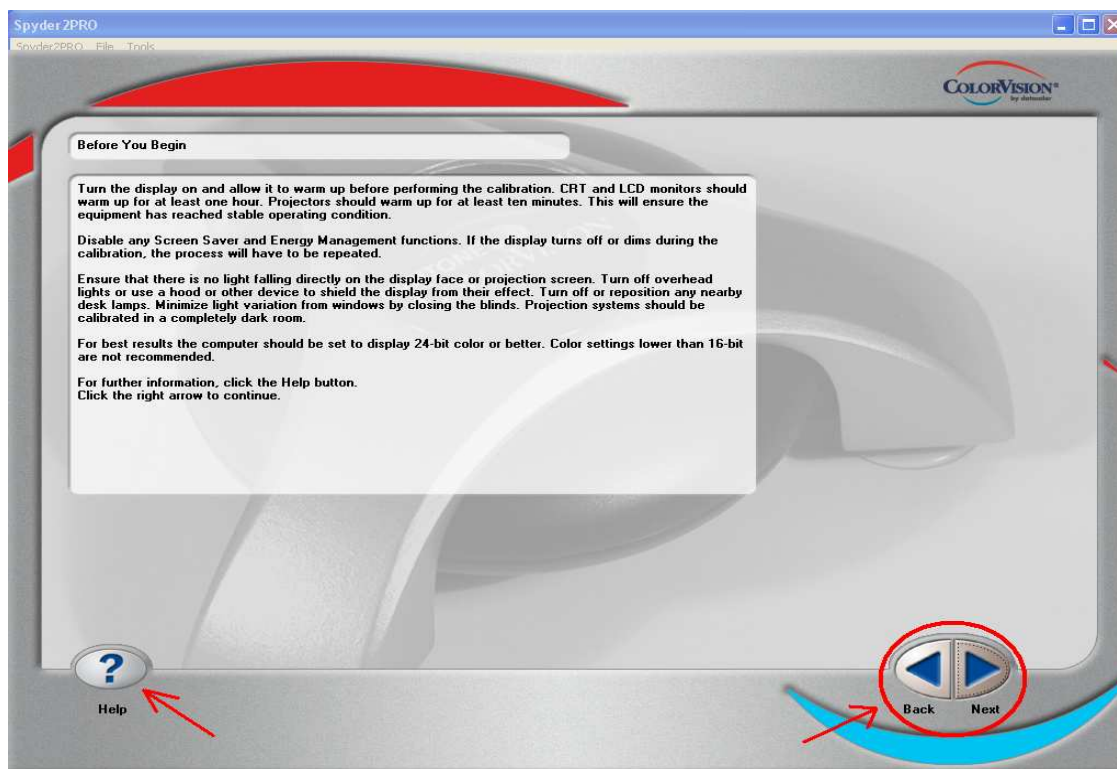 Spyder2PRO
Spyder2PRO File Tools
COLORVISION®
by datacolor
Before You Begin
Turn the display on and allow it to warm up before performing the calibration. CRT and LCD monitors should
warm up for at least one hour. Projectors should warm up for at least ten minutes. This will ensure the
equipment has reached stable operating condition.
Disable any Screen Saver and Energy Management functions. If the display turns off or dims during the
calibration, the process will have to be repeated.
Ensure that there is no light falling directly on the display face or projection screen. Turn off overhead
lights or use a hood or other device to shield the display from their effect. Turn off or reposition any nearby
desk lamps. Minimize light variation from windows by closing the blinds. Projection systems should be
calibrated in a completely dark room.
For best results the computer should be set to display 24-bit color or better. Color settings lower than 16-bit
are not recommended.
For further information, click the Help button.
Click the right arrow to continue.
?
Help
Back Next